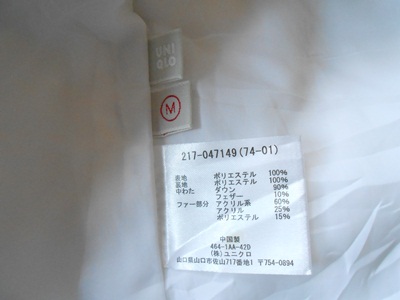 UNI
QLO
M
217-047149(74-01)
表地 ポリエステル 100%
裏地 ポリエステル 100%
中わた ダウン 90%
フェザー 10%
ファー部分 アクリル系 60%
アクリル 25%
ポリエステル 15%
中国製
464-1AA-42D
(株)ユニクロ
山口県山口市佐山717番地1 〒754-0894